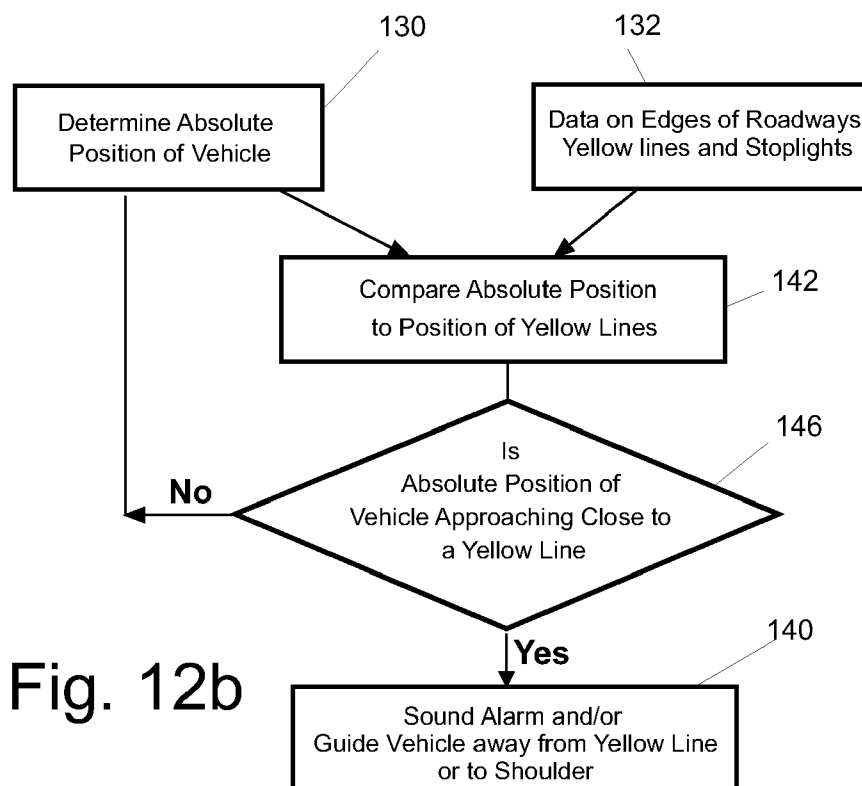 130
132
Determine Absolute
Position of Vehicle
Data on Edges of Roadways
Yellow lines and Stoplights
Compare Absolute Position
to Position of Yellow Lines
142
146
Is
Absolute Position of
Vehicle Approaching Close to
a Yellow Line
No
Yes
140
Fig. 12b
Sound Alarm and/or
Guide Vehicle away from Yellow Line
or to Shoulder